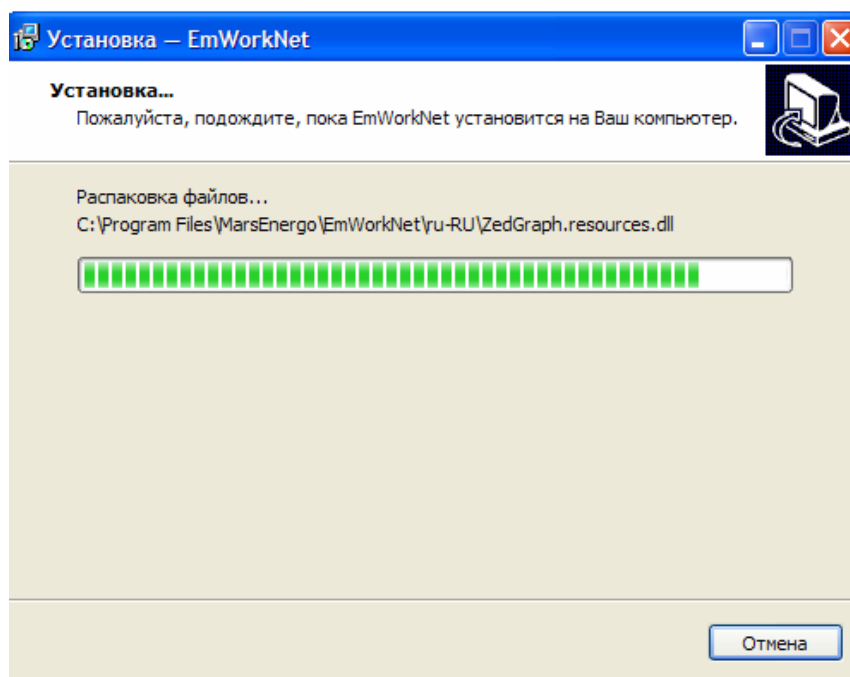 Установка — EmWorkNet
Установка...
Пожалуйста, подождите, пока EmWorkNet установится на Ваш компьютер.
Распаковка файлов...
C:\Program Files\MarsEnergo\EmWorkNet\ru-RU\ZedGraph.resources.dll
Отмена